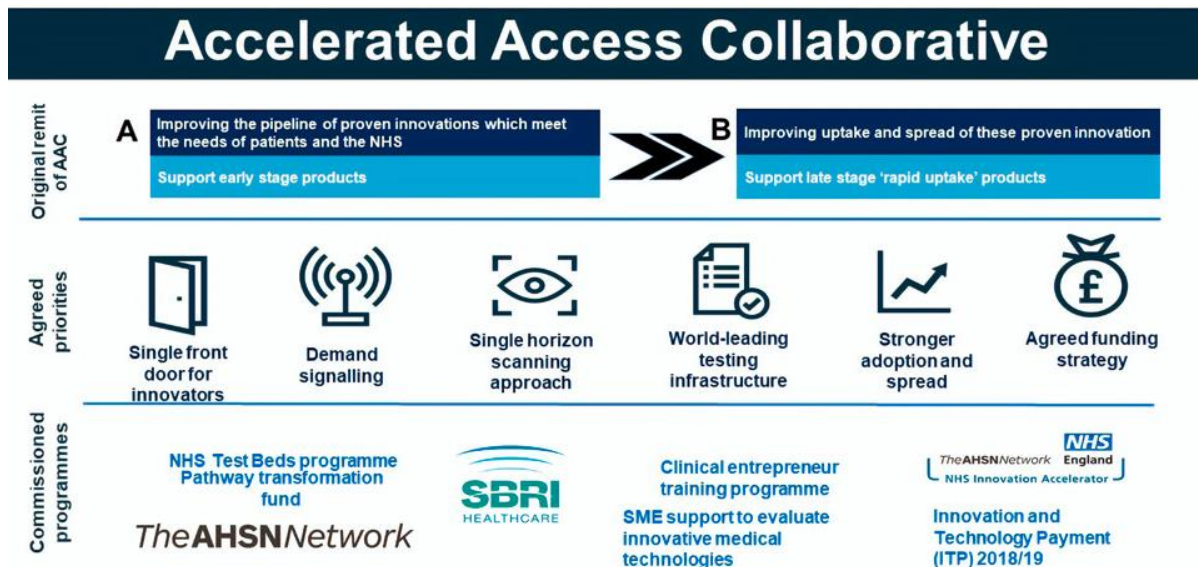 Accelerated Access Collaborative
Original remit
of AAC
A
Improving the pipeline of proven innovations which meet
the needs of patients and the NHS
Support early stage products
B
Improving uptake and spread of these proven innovation
Support late stage ‘rapid uptake’ products
Agreed
priorities
Single front
door for
innovators
Demand
signalling
Single horizon
scanning
approach
World-leading
testing
infrastructure
Stronger
adoption and
spread
£
Agreed funding
strategy
Commissioned
programmes
NHS Test Beds programme
Pathway transformation
fund
TheAHSNNetwork
SBRI
HEALTHCARE
Clinical entrepreneur
training programme
SME support to evaluate
innovative medical
technologies
NHS
TheAHSNNetwork England
NHS Innovation Accelerator
Innovation and
Technology Payment
(ITP) 2018/19